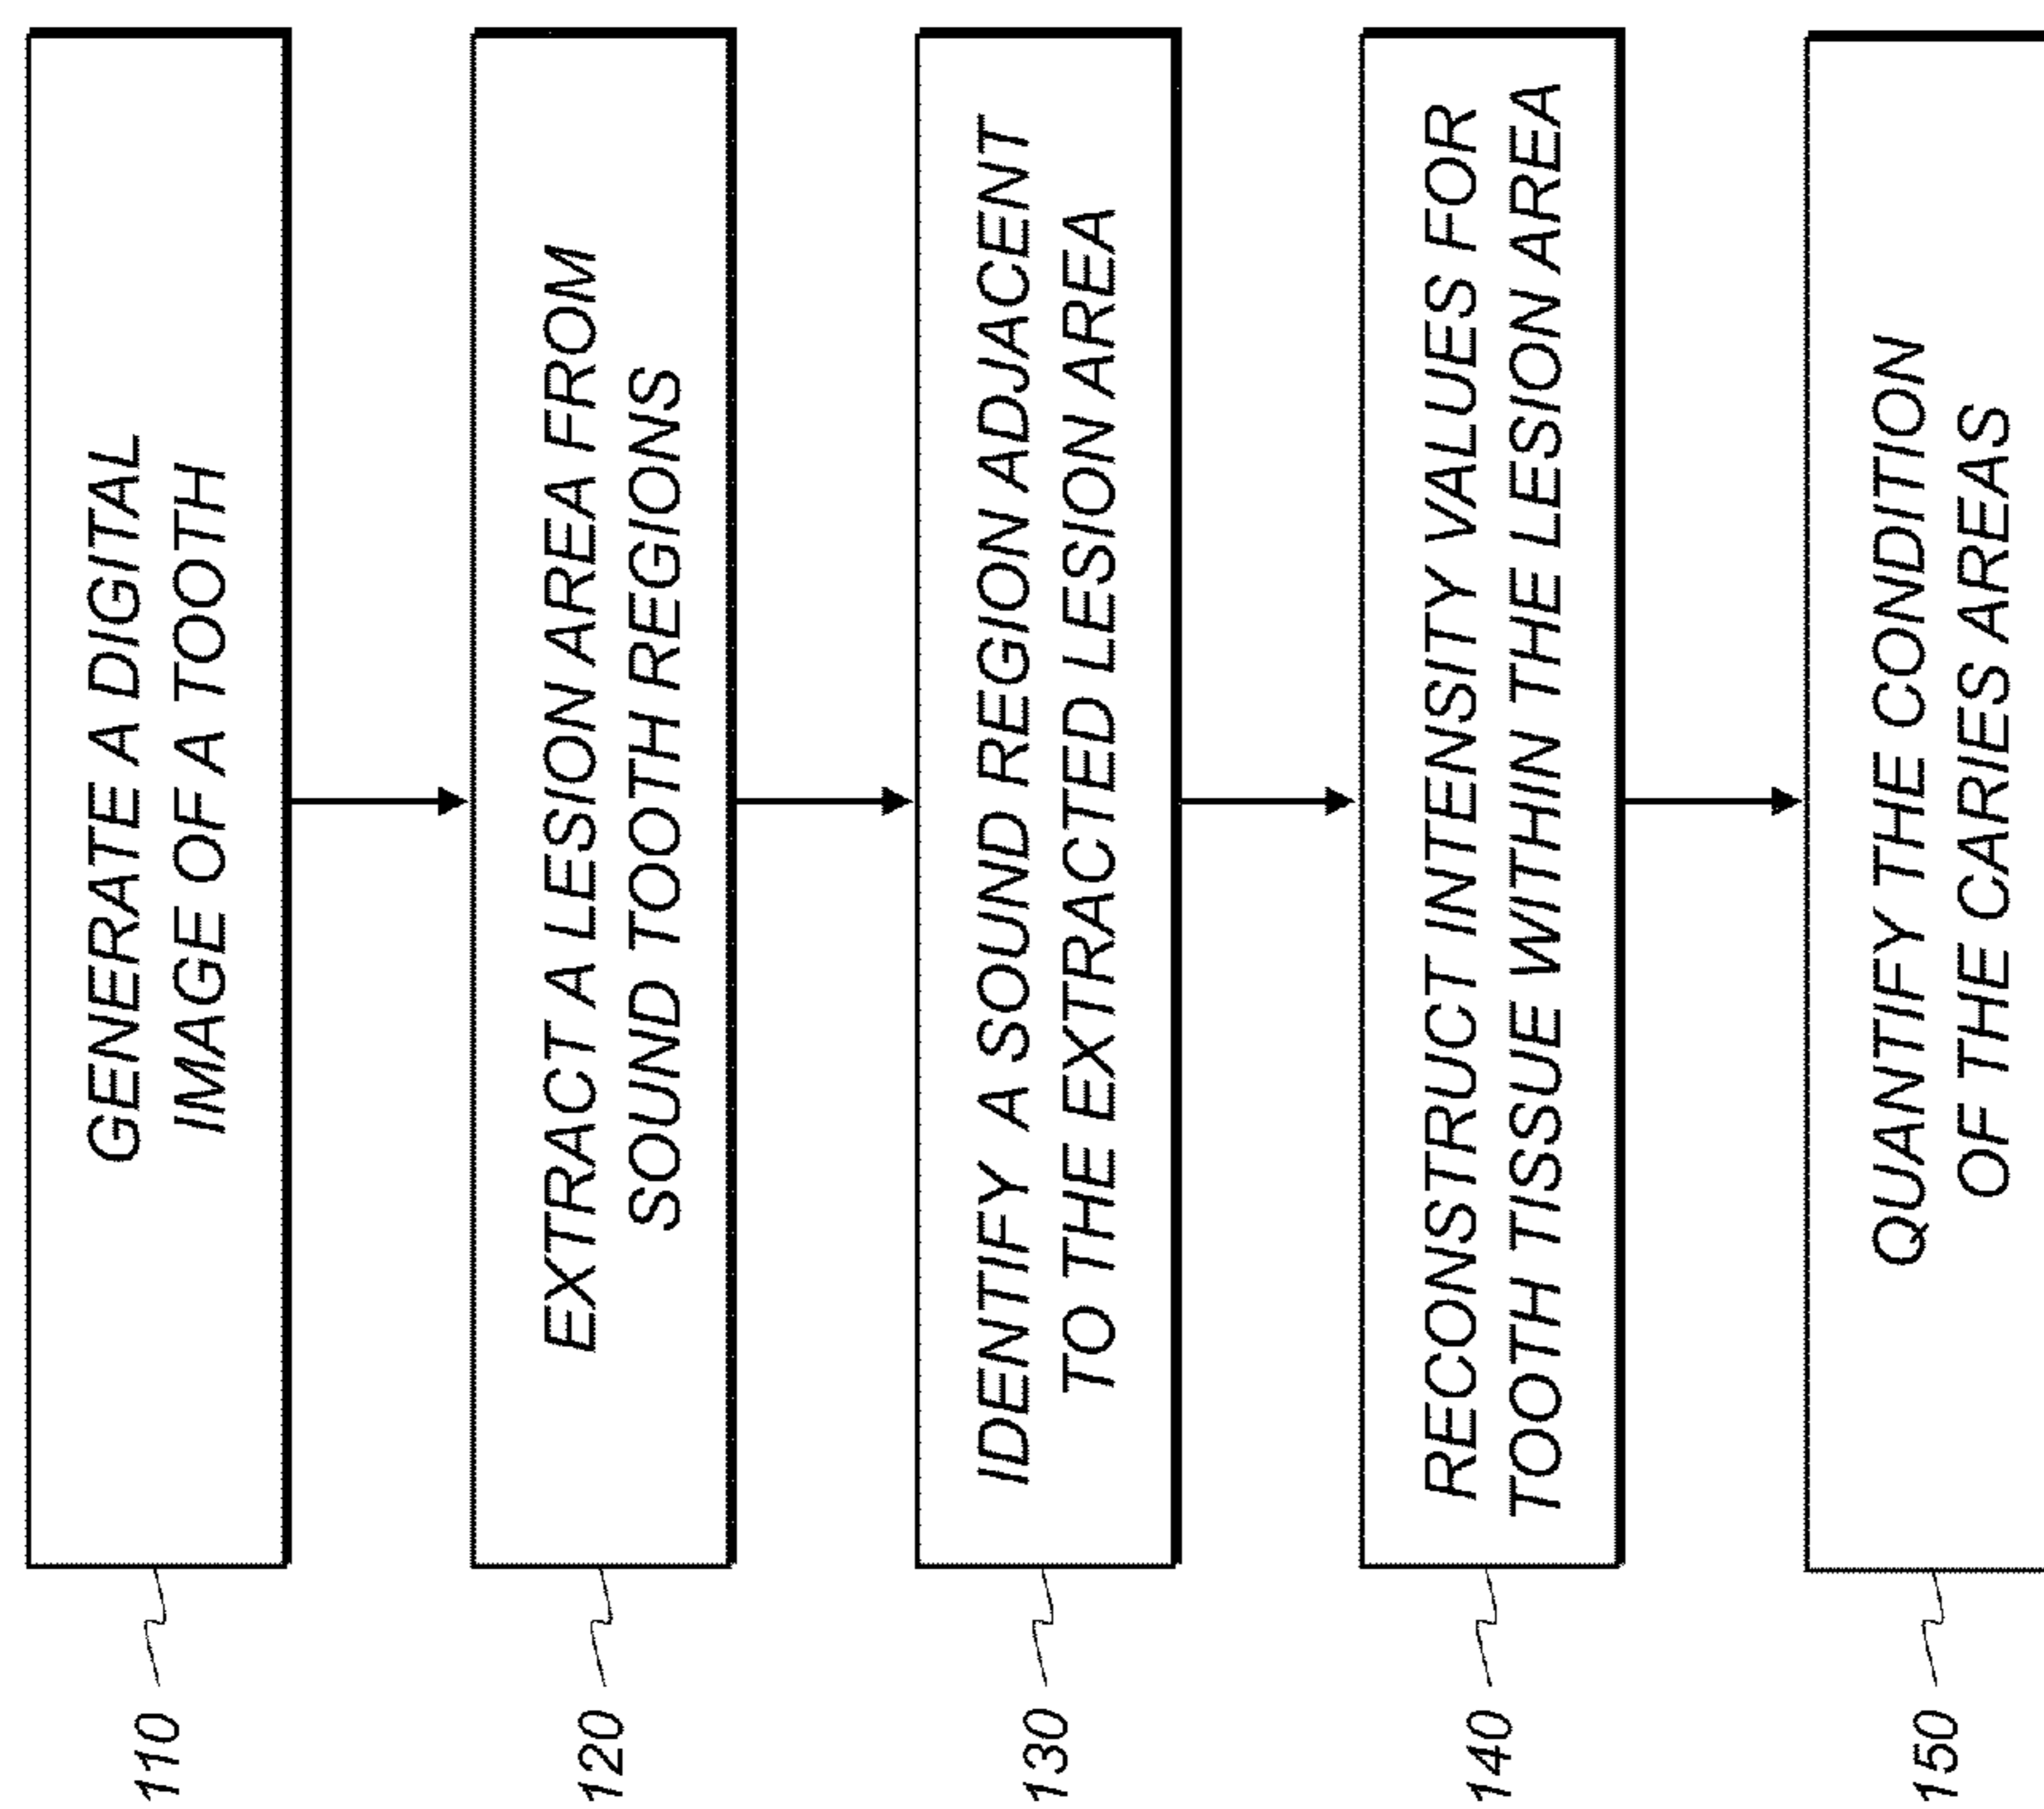 110
GENERATE A DIGITAL
IMAGE OF A TOOTH
120
EXTRACT A LESION AREA FROM
SOUND TOOTH REGIONS
130
IDENTIFY A SOUND REGION ADJACENT
TO THE EXTRACTED LESION AREA
140
RECONSTRUCT INTENSITY VALUES FOR
TOOTH TISSUE WITHIN THE LESION AREA
150
QUANTIFY THE CONDITION
OF THE CARIES AREAS